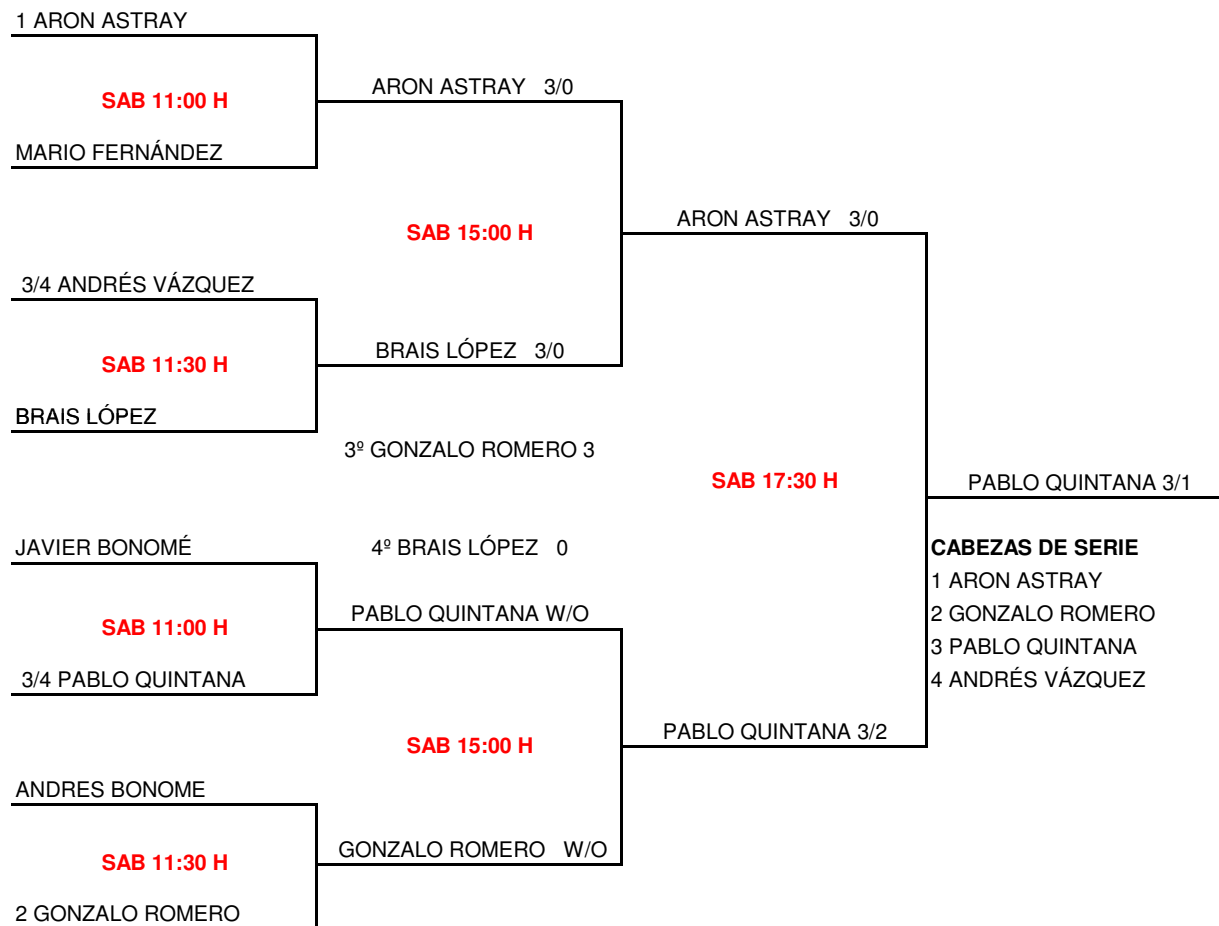 1 ARON ASTRAY
ARON ASTRAY 3/0
SAB 11:00 H
MARIO FERNÁNDEZ
ARON ASTRAY 3/0
SAB 15:00 H
3/4 ANDRÉS VÁZQUEZ
BRAIS LÓPEZ 3/0
SAB 11:30 H
BRAIS LÓPEZ
3º GONZALO ROMERO 3
SAB 17:30 H
PABLO QUINTANA 3/1
JAVIER BONOMÉ
4º BRAIS LÓPEZ 0
CABEZAS DE SERIE
1 ARON ASTRAY
2 GONZALO ROMERO
3 PABLO QUINTANA
4 ANDRÉS VÁZQUEZ
PABLO QUINTANA W/O
SAB 11:00 H
3/4 PABLO QUINTANA
PABLO QUINTANA 3/2
SAB 15:00 H
ANDRES BONOME
GONZALO ROMERO W/O
SAB 11:30 H
2 GONZALO ROMERO